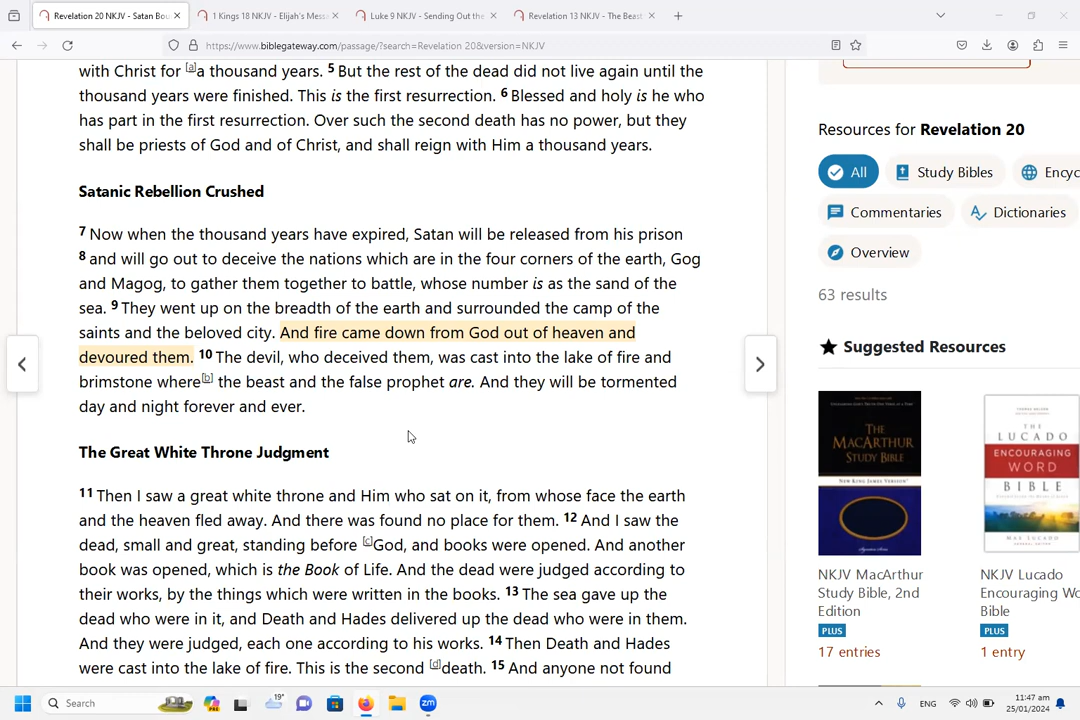 Revelation 20 NKJV - Satan Bou
1 Kings 18 NKJV - Elijah's Mess
Luke 9 NKJV - Sending Out the
Revelation 13 NKJV - The Beast
https://www.biblegateway.com/passage/?search=Revelation 20&version=NKJV
with Christ for [a]a thousand years. 5 But the rest of the dead did not live again until the
thousand years were finished. This is the first resurrection. 6 Blessed and holy is he who
has part in the first resurrection. Over such the second death has no power, but they
shall be priests of God and of Christ, and shall reign with Him a thousand years.
Satanic Rebellion Crushed
7 Now when the thousand years have expired, Satan will be released from his prison
8 and will go out to deceive the nations which are in the four corners of the earth, Gog
and Magog, to gather them together to battle, whose number is as the sand of the
sea. 9 They went up on the breadth of the earth and surrounded the camp of the
saints and the beloved city. And fire came down from God out of heaven and
devoured them. 10 The devil, who deceived them, was cast into the lake of fire and
brimstone where[b] the beast and the false prophet are. And they will be tormented
day and night forever and ever.
The Great White Throne Judgment
11 Then I saw a great white throne and Him who sat on it, from whose face the earth
and the heaven fled away. And there was found no place for them. 12 And I saw the
dead, small and great, standing before [c]God, and books were opened. And another
book was opened, which is the Book of Life. And the dead were judged according to
their works, by the things which were written in the books. 13 The sea gave up the
dead who were in it, and Death and Hades delivered up the dead who were in them.
And they were judged, each one according to his works. 14 Then Death and Hades
were cast into the lake of fire. This is the second [d]death. 15 And anyone not found
Resources for Revelation 20
All
Study Bibles
Encyc
Commentaries
Dictionaries
Overview
63 results
Suggested Resources
THE
MACARTHUR
STUDY BIBLE
NEW KING JAMES VERSION
THE
LUCADO
ENCOURAGING
WORD
BIBLE
MAX LUCADO
NKJV MacArthur
Study Bible, 2nd
Edition
PLUS
17 entries
NKJV Lucado
Encouraging Wo
Bible
PLUS
1 entry
Search
PRE
19°
zm
ENG
11:47 am
25/01/2024